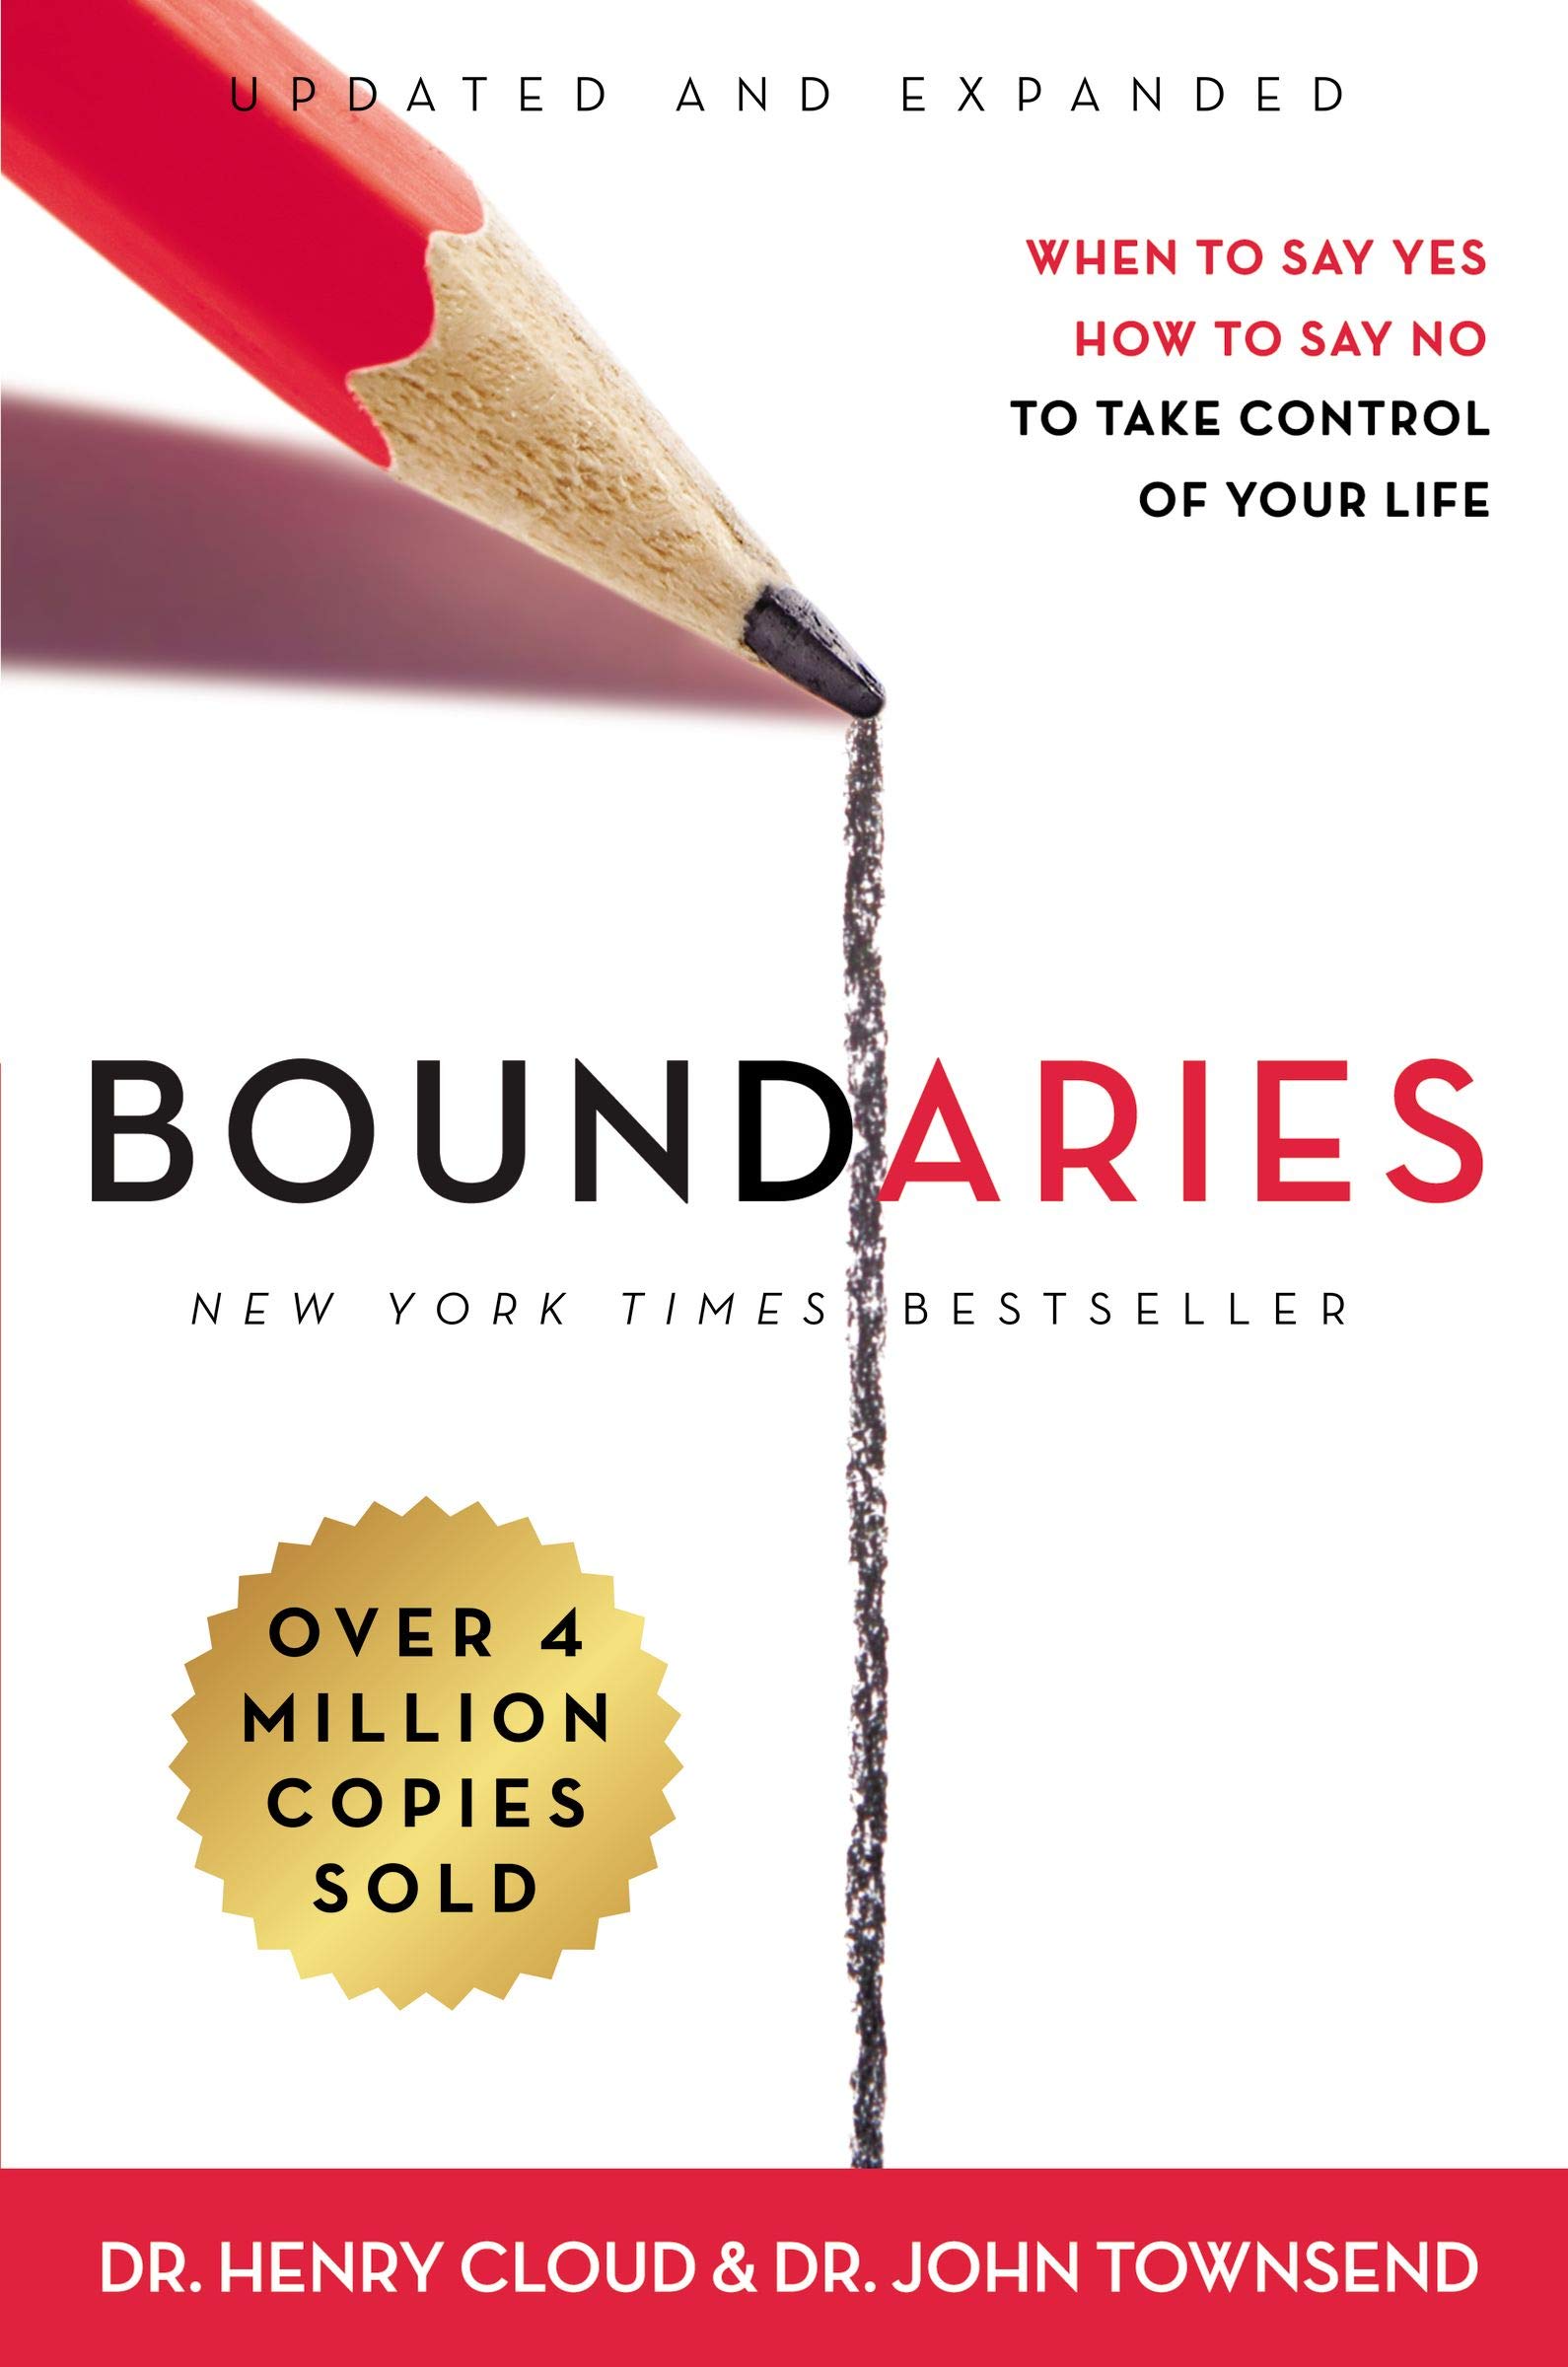 UPDATED AND EXPANDED
WHEN TO SAY YES
HOW TO SAY NO
TO TAKE CONTROL
OF YOUR LIFE
BOUNDARIES
NEW YORK TIMES BESTSELLER
OVER 4
MILLION
COPIES
SOLD
DR. HENRY CLOUD & DR. JOHN TOWNSEND